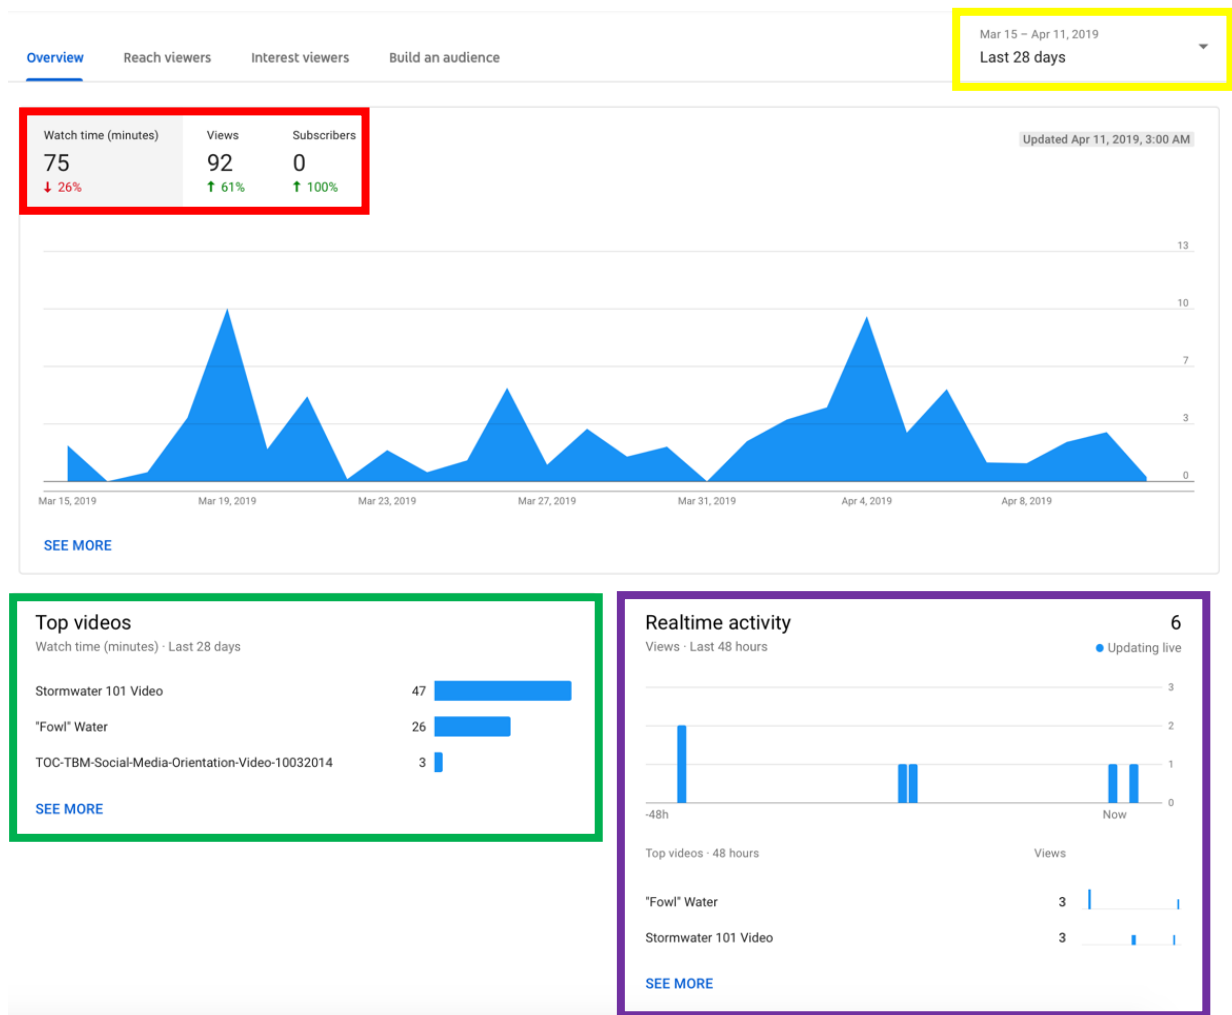 Mar 15 – Apr 11, 2019
Overview Reach viewers Interest viewers Build an audience Last 28 days
Watch time (minutes) Views Subscribers Updated Apr 11, 2019, 3:00 AM
75 92 0
↓ 26% ↑ 61% ↑ 100%
13
10
7
3
0
Mar 15, 2019 Mar 19, 2019 Mar 23, 2019 Mar 27, 2019 Mar 31, 2019 Apr 4, 2019 Apr 8, 2019
SEE MORE
Top videos
Watch time (minutes) · Last 28 days
Stormwater 101 Video 47
"Fowl" Water 26
TOC-TBM-Social-Media-Orientation-Video-10032014 3
SEE MORE
Realtime activity 6
Views · Last 48 hours Updating live
3
2
1
0
-48h Now
Top videos · 48 hours Views
"Fowl" Water 3
Stormwater 101 Video 3
SEE MORE